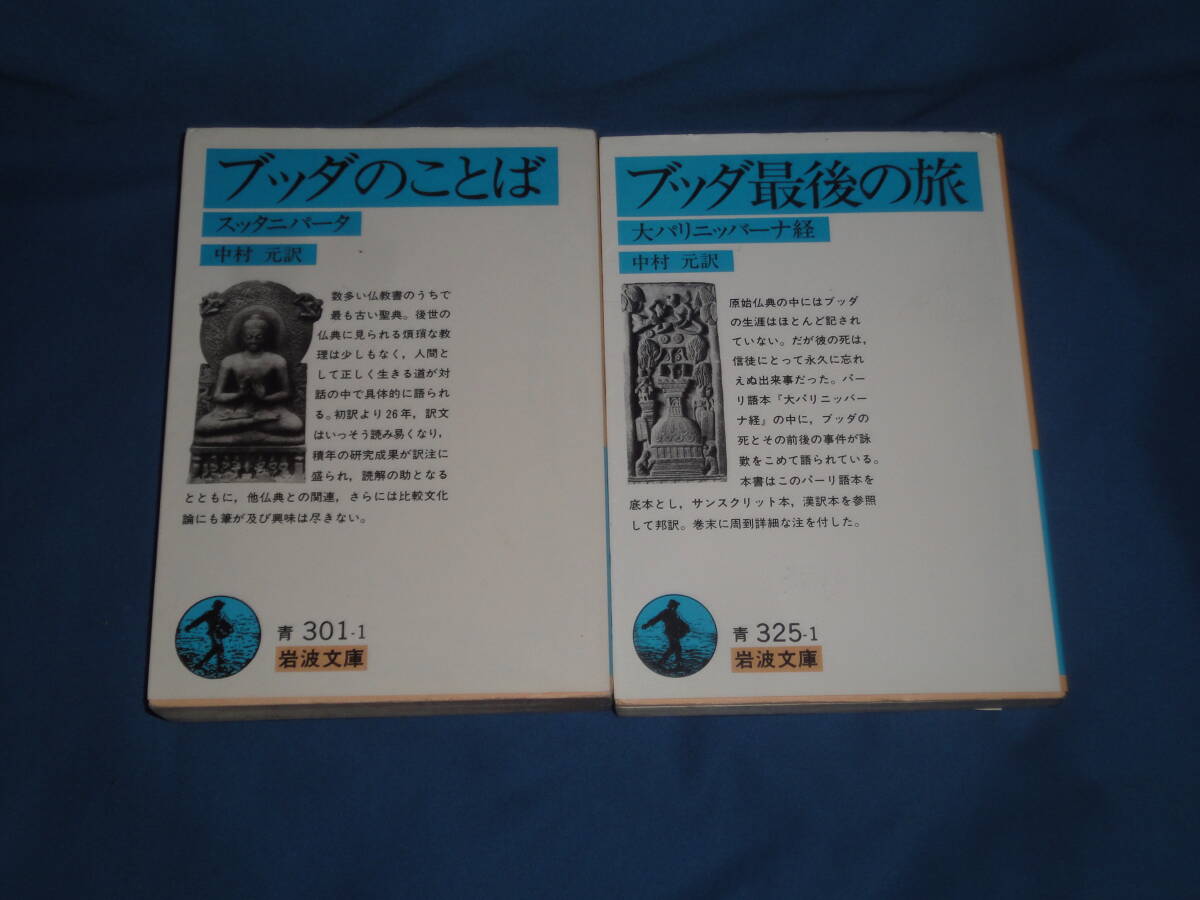 ブッダのことば
スッタニパータ
中村 元訳
数多い仏教書のうちで
最も古い聖典。後世の
仏典に見られる煩瑣な教
理は少しもなく，人間と
して正しく生きる道が対
話の中で具体的に語られ
る。初訳より26年，訳文
はいっそう読み易くなり，
積年の研究成果が訳注に
盛られ，読解の助となる
とともに，他仏典との関連，さらには比較文化
論にも筆が及び興味は尽きない。
青 301-1
岩波文庫
ブッダ最後の旅
大パリニッバーナ経
中村 元訳
原始仏典の中にはブッダ
の生涯はほとんど記され
ていない。だが彼の死は，
信徒にとって永久に忘れ
えぬ出来事だった。パー
リ語本『大パリニッバー
ナ経』の中に，ブッダの
死とその前後の事件が詠
歎をこめて語られている。
本書はこのパーリ語本を
底本とし，サンスクリット本，漢訳本を参照
して邦訳。巻末に周到詳細な注を付した。
青 325-1
岩波文庫